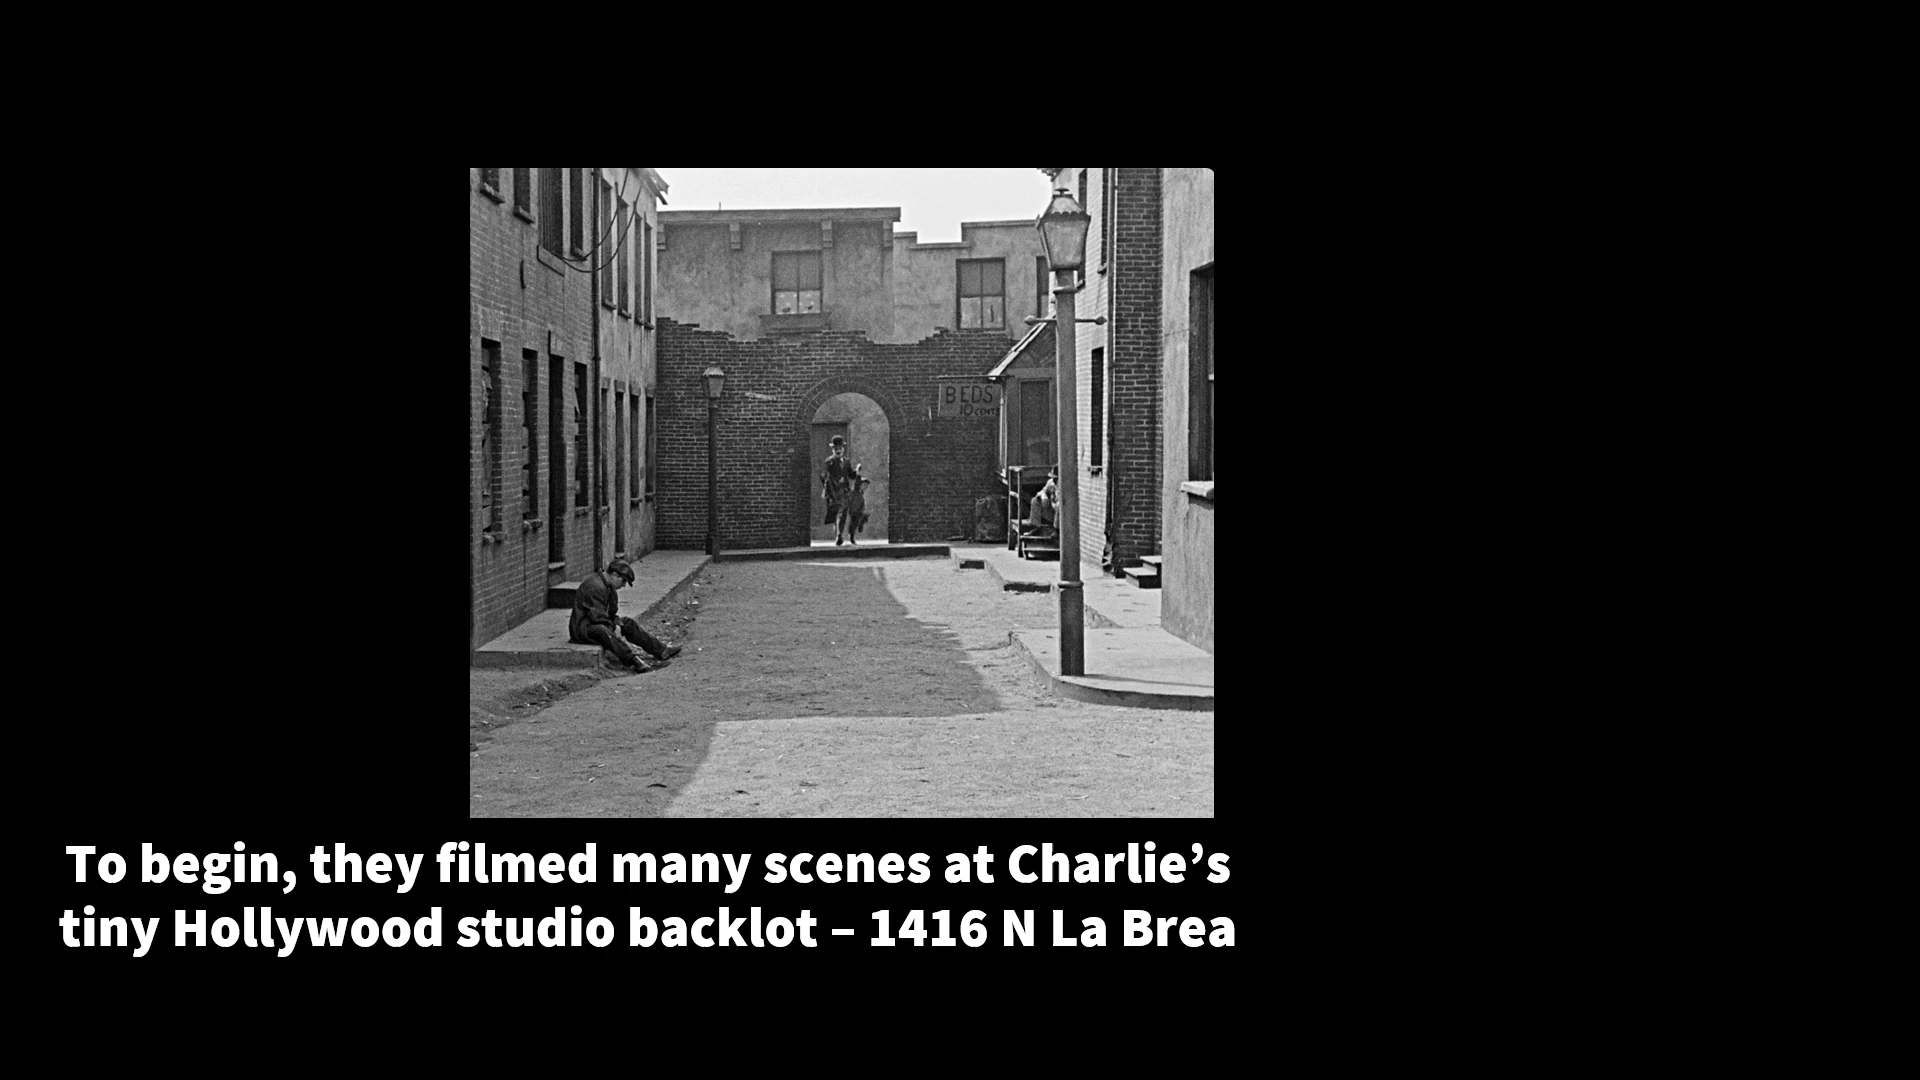 BEDS
10 CENTS
To begin, they filmed many scenes at Charlie’s
tiny Hollywood studio backlot – 1416 N La Brea